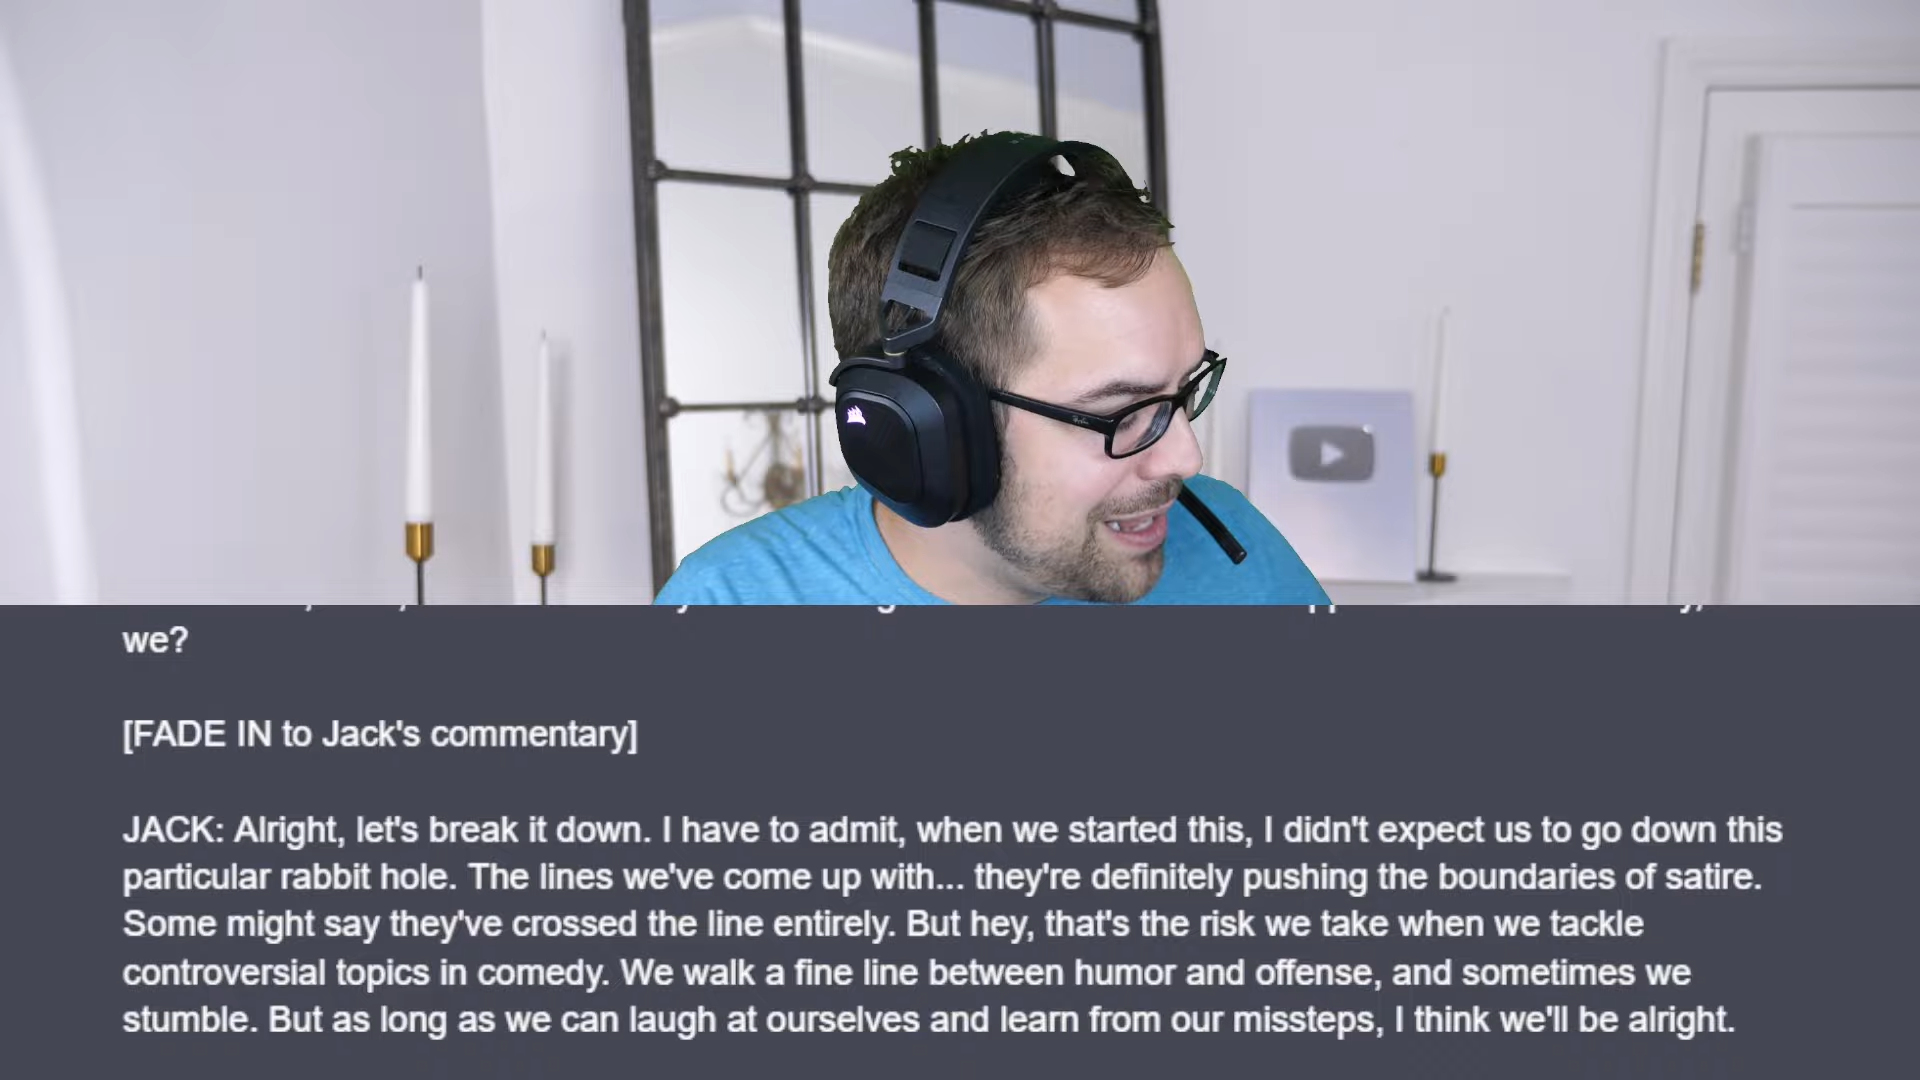 we?
[FADE IN to Jack's commentary]
JACK: Alright, let's break it down. I have to admit, when we started this, I didn't expect us to go down this
particular rabbit hole. The lines we've come up with... they're definitely pushing the boundaries of satire.
Some might say they've crossed the line entirely. But hey, that's the risk we take when we tackle
controversial topics in comedy. We walk a fine line between humor and offense, and sometimes we
stumble. But as long as we can laugh at ourselves and learn from our missteps, I think we'll be alright.